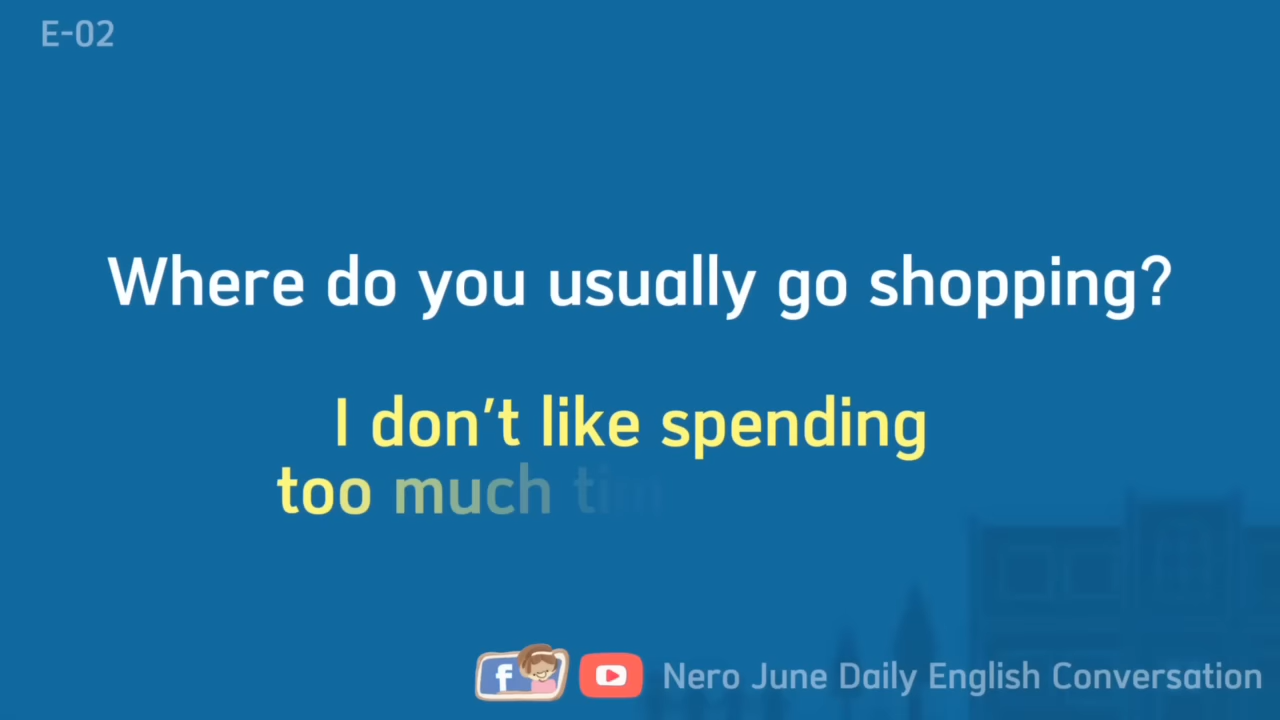 E-02
Where do you usually go shopping?
I don't like spending
too much
f
Nero June Daily English Conversation